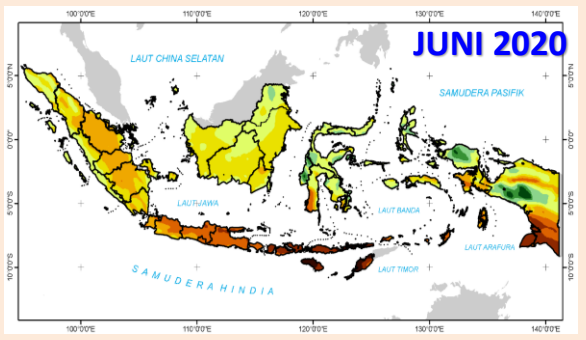 JUNI 2020
LAUT CHINA SELATAN
SAMUDERA PASIFIK
LAUT JAWA
LAUT BANDA
LAUT ARAFURA
LAUT TIMOR
SAMUDERA HINDIA
100°0'0"E
110°0'0"E
120°0'0"E
130°0'0"E
140°0'0"E
5°0'0"N
0°0'0"
5°0'0"S
10°0'0"S
5°0'0"N
0°0'0"
5°0'0"S
10°0'0"S
100°0'0"E
110°0'0"E
120°0'0"E
130°0'0"E
140°0'0"E